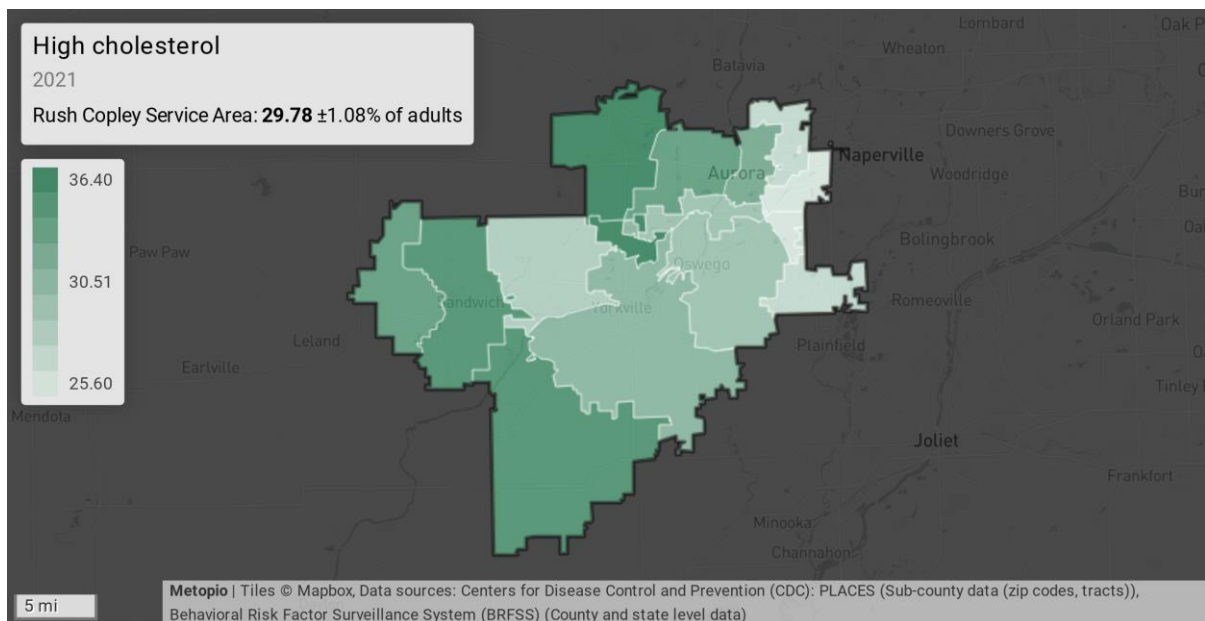 High cholesterol
2021
Rush Copley Service Area: 29.78 ±1.08% of adults
36.40
30.51
25.60
Lombard
Oak P
Wheaton
Batavia
Downers Grove
Naperville
Woodridge
Aurora
Bur
Oa
Bolingbrook
Paw Paw
Oswego
Romeoville
Sandwich
Yorkville
Orland Park
Leland
Plainfield
Earlville
Tinley
Mendota
Joliet
Frankfort
Minooka
Channahon
5 mi
Metopio | Tiles © Mapbox, Data sources: Centers for Disease Control and Prevention (CDC): PLACES (Sub-county data (zip codes, tracts)),
Behavioral Risk Factor Surveillance System (BRFSS) (County and state level data)